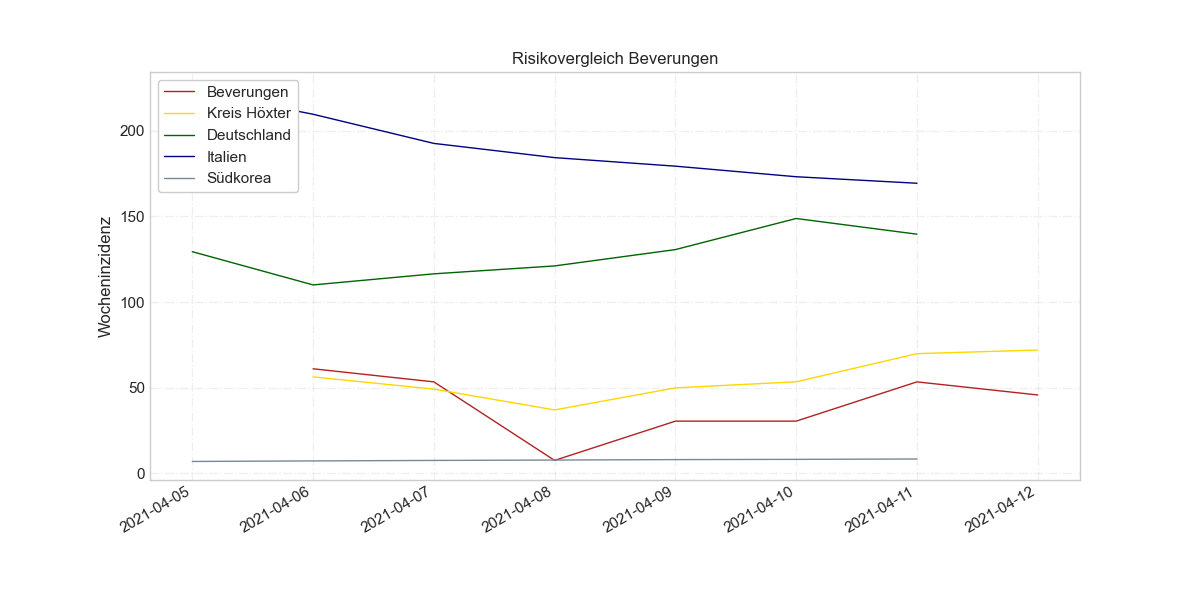 Risikovergleich Beverungen
Beverungen
Kreis Höxter
Deutschland
Italien
Südkorea
Wocheninzidenz
200
150
100
50
0
2021-04-05
2021-04-06
2021-04-07
2021-04-08
2021-04-09
2021-04-10
2021-04-11
2021-04-12